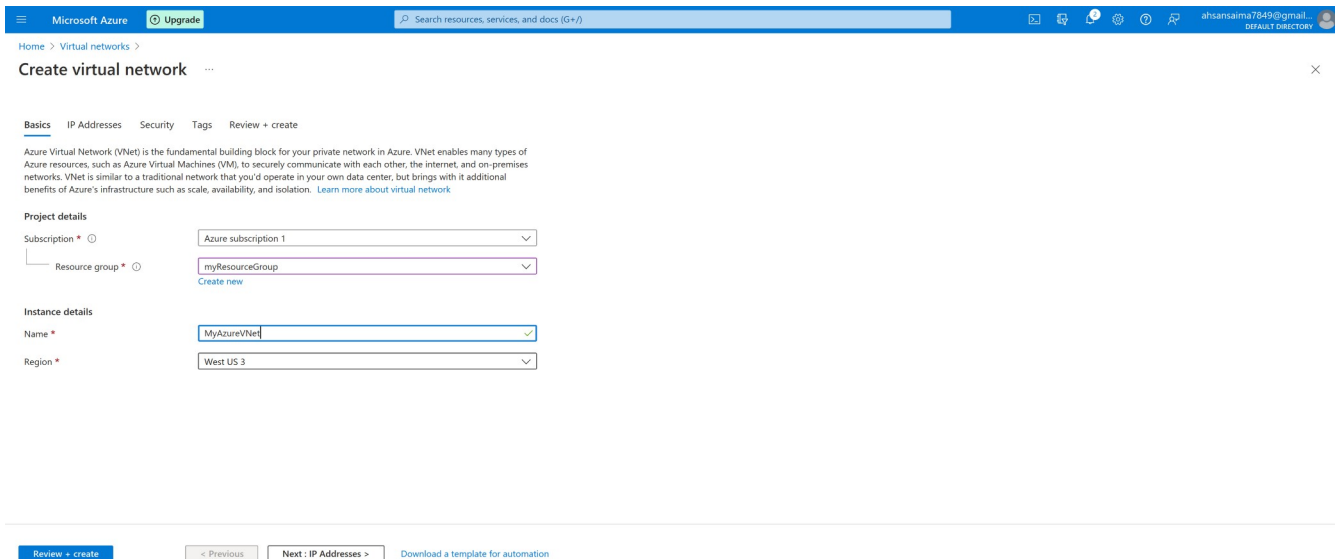 Microsoft Azure Upgrade Search resources, services, and docs (G+/) 2 ahsansaima7849@gmail...
DEFAULT DIRECTORY
Home > Virtual networks >
Create virtual network ...
Basics IP Addresses Security Tags Review + create
Azure Virtual Network (VNet) is the fundamental building block for your private network in Azure. VNet enables many types of
Azure resources, such as Azure Virtual Machines (VM), to securely communicate with each other, the internet, and on-premises
networks. VNet is similar to a traditional network that you'd operate in your own data center, but brings with it additional
benefits of Azure's infrastructure such as scale, availability, and isolation. Learn more about virtual network
Project details
Subscription * Azure subscription 1
Resource group * myResourceGroup
Create new
Instance details
Name * MyAzureVNet
Region * West US 3
Review + create < Previous Next : IP Addresses > Download a template for automation